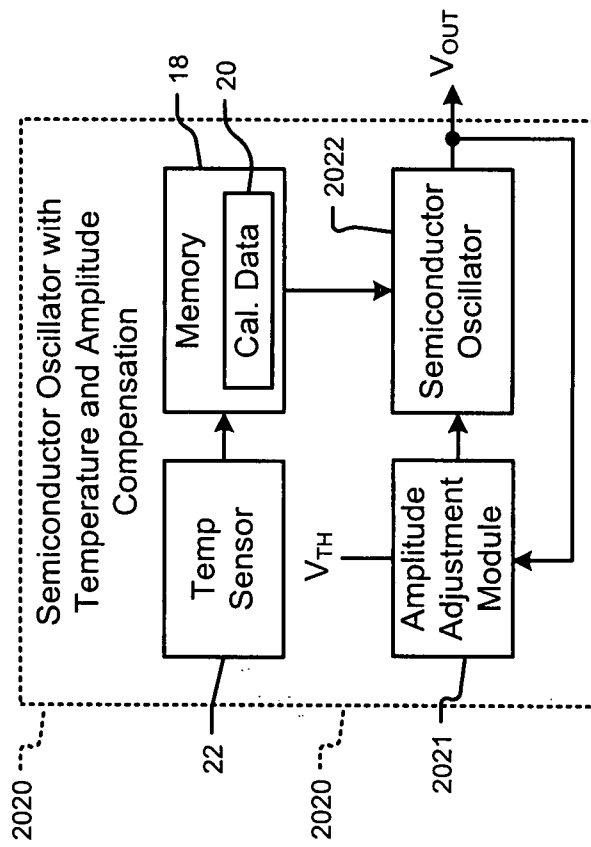 2020
Semiconductor Oscillator with
Temperature and Amplitude
Compensation
Temp
Sensor
22
Memory
18
Cal. Data
20
2020
V_TH
Amplitude
Adjustment
Module
2021
Semiconductor
Oscillator
2022
V_OUT